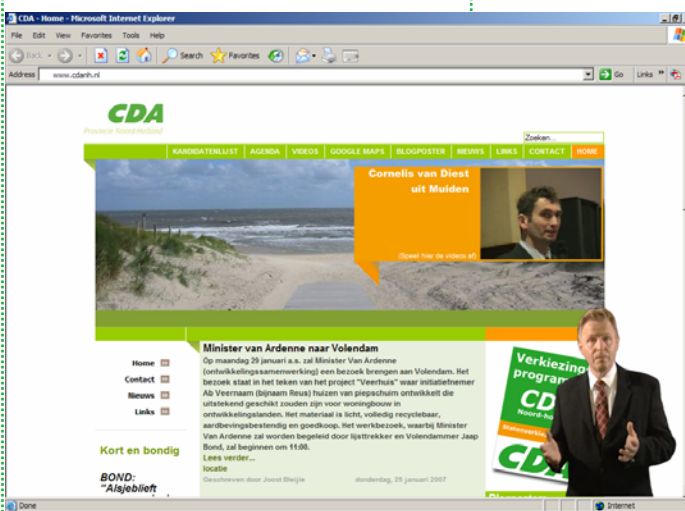 CDA - Home - Microsoft Internet Explorer
File Edit View Favorites Tools Help
Back Search Favorites
Address www.cdanh.nl Go Links
CDA
Provincie Noord-Holland
Zoeken...
KANDIDATENLIJST AGENDA VIDEOS GOOGLE MAPS BLOGPOSTER NIEUWS LINKS CONTACT HOME
Cornelis van Diest
uit Muiden
(Speel hier de videos af)
Minister van Ardenne naar Volendam
Op maandag 29 januari a.s. zal Minister Van Ardenne
(ontwikkelingssamenwerking) een bezoek brengen aan Volendam. Het
bezoek staat in het teken van het project "Veerhuis" waar initiatiefnemer
Ab Veernaam (bijnaam Reus) huizen van piepschuim ontwikkelt die
uitstekend geschikt zouden zijn voor woningbouw in
ontwikkelingslanden. Het materiaal is licht, volledig recyclebaar,
aardbevingsbestendig en goedkoop. Het werkbezoek, waarbij Minister
Van Ardenne zal worden begeleid door lijsttrekker en Volendammer Jaap
Bond, zal beginnen om 11:00.
Lees verder...
locatie
Geschreven door Joost Bleijie donderdag, 25 januari 2007
Home
Contact
Nieuws
Links
Kort en bondig
BOND:
"Alsjeblieft
Verkiezings
program
CD
Noord-ho
CDA
Done Internet